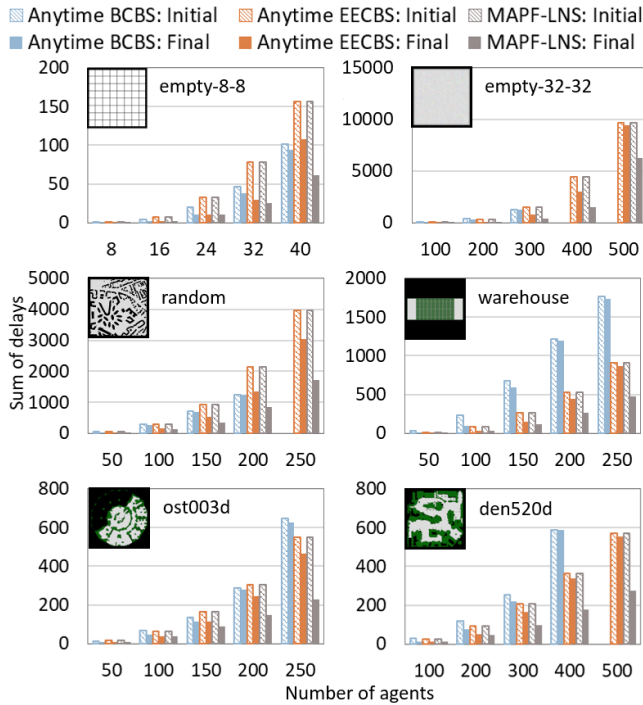 Anytime BCBS: Initial Anytime EECBS: Initial MAPF-LNS: Initial
Anytime BCBS: Final Anytime EECBS: Final MAPF-LNS: Final
Sum of delays
empty-8-8
200
150
100
50
0
8 16 24 32 40
empty-32-32
15000
10000
5000
0
100 200 300 400 500
random
5000
4000
3000
2000
1000
0
50 100 150 200 250
warehouse
2000
1500
1000
500
0
50 100 150 200 250
ost003d
800
600
400
200
0
50 100 150 200 250
den520d
800
600
400
200
0
100 200 300 400 500
Number of agents